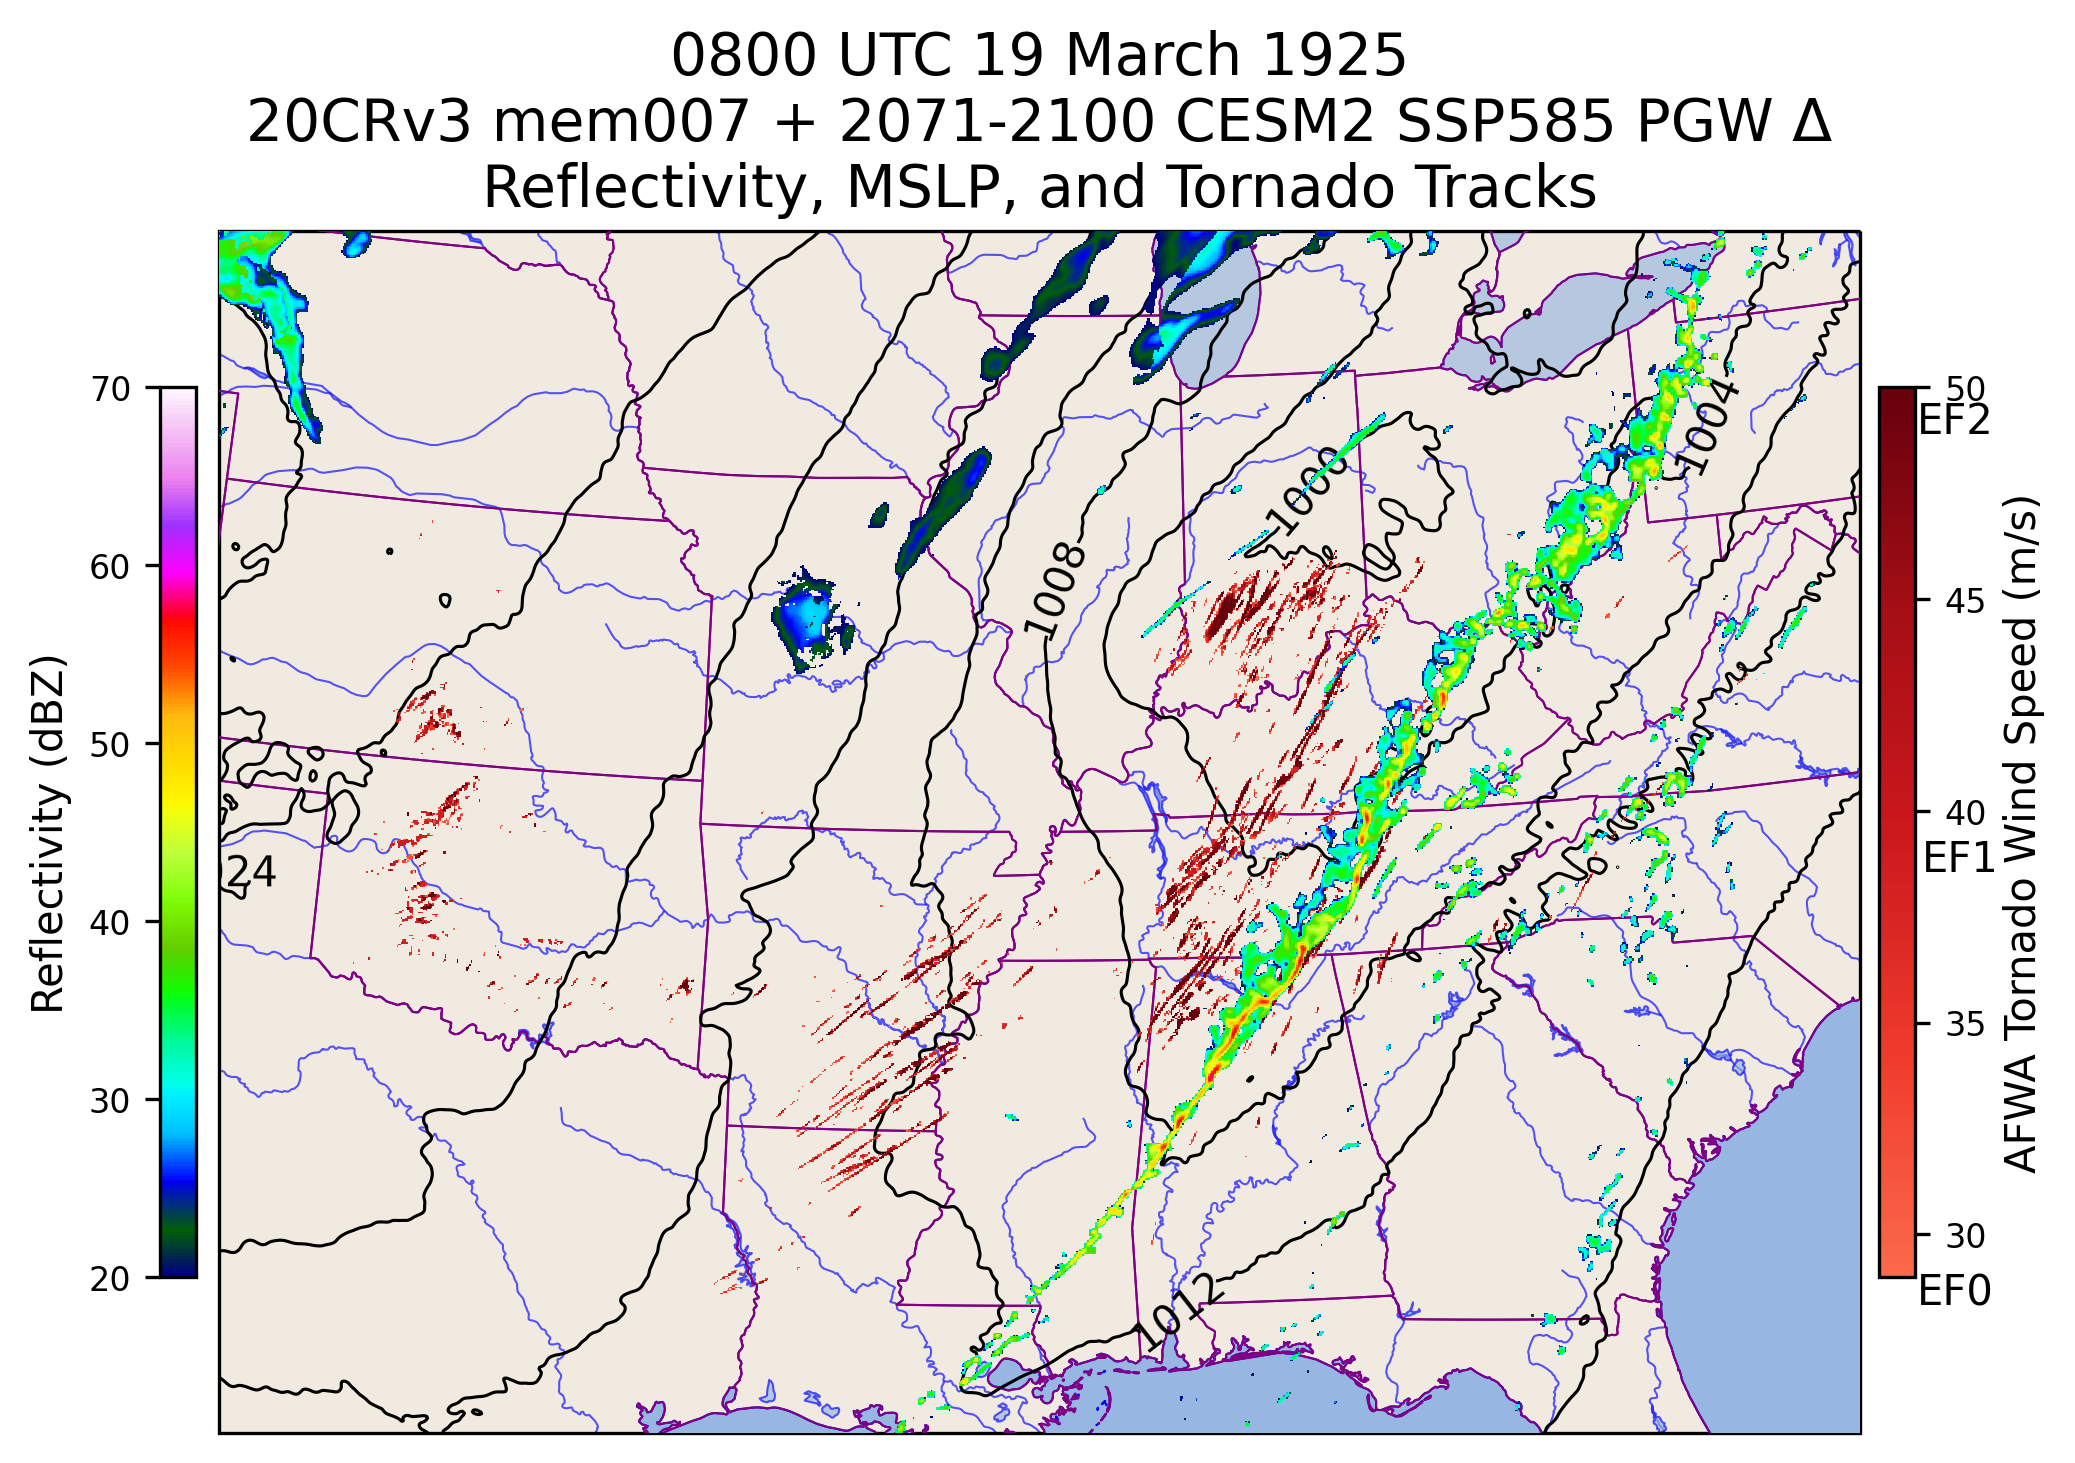 0800 UTC 19 March 1925
20CRv3 mem007 + 2071-2100 CESM2 SSP585 PGW Δ
Reflectivity, MSLP, and Tornado Tracks
Reflectivity (dBZ)
70
60
50
40
30
20
1004
1000
1008
24
1012
50
EF2
45
40
EF1
35
30
EF0
AFWA Tornado Wind Speed (m/s)